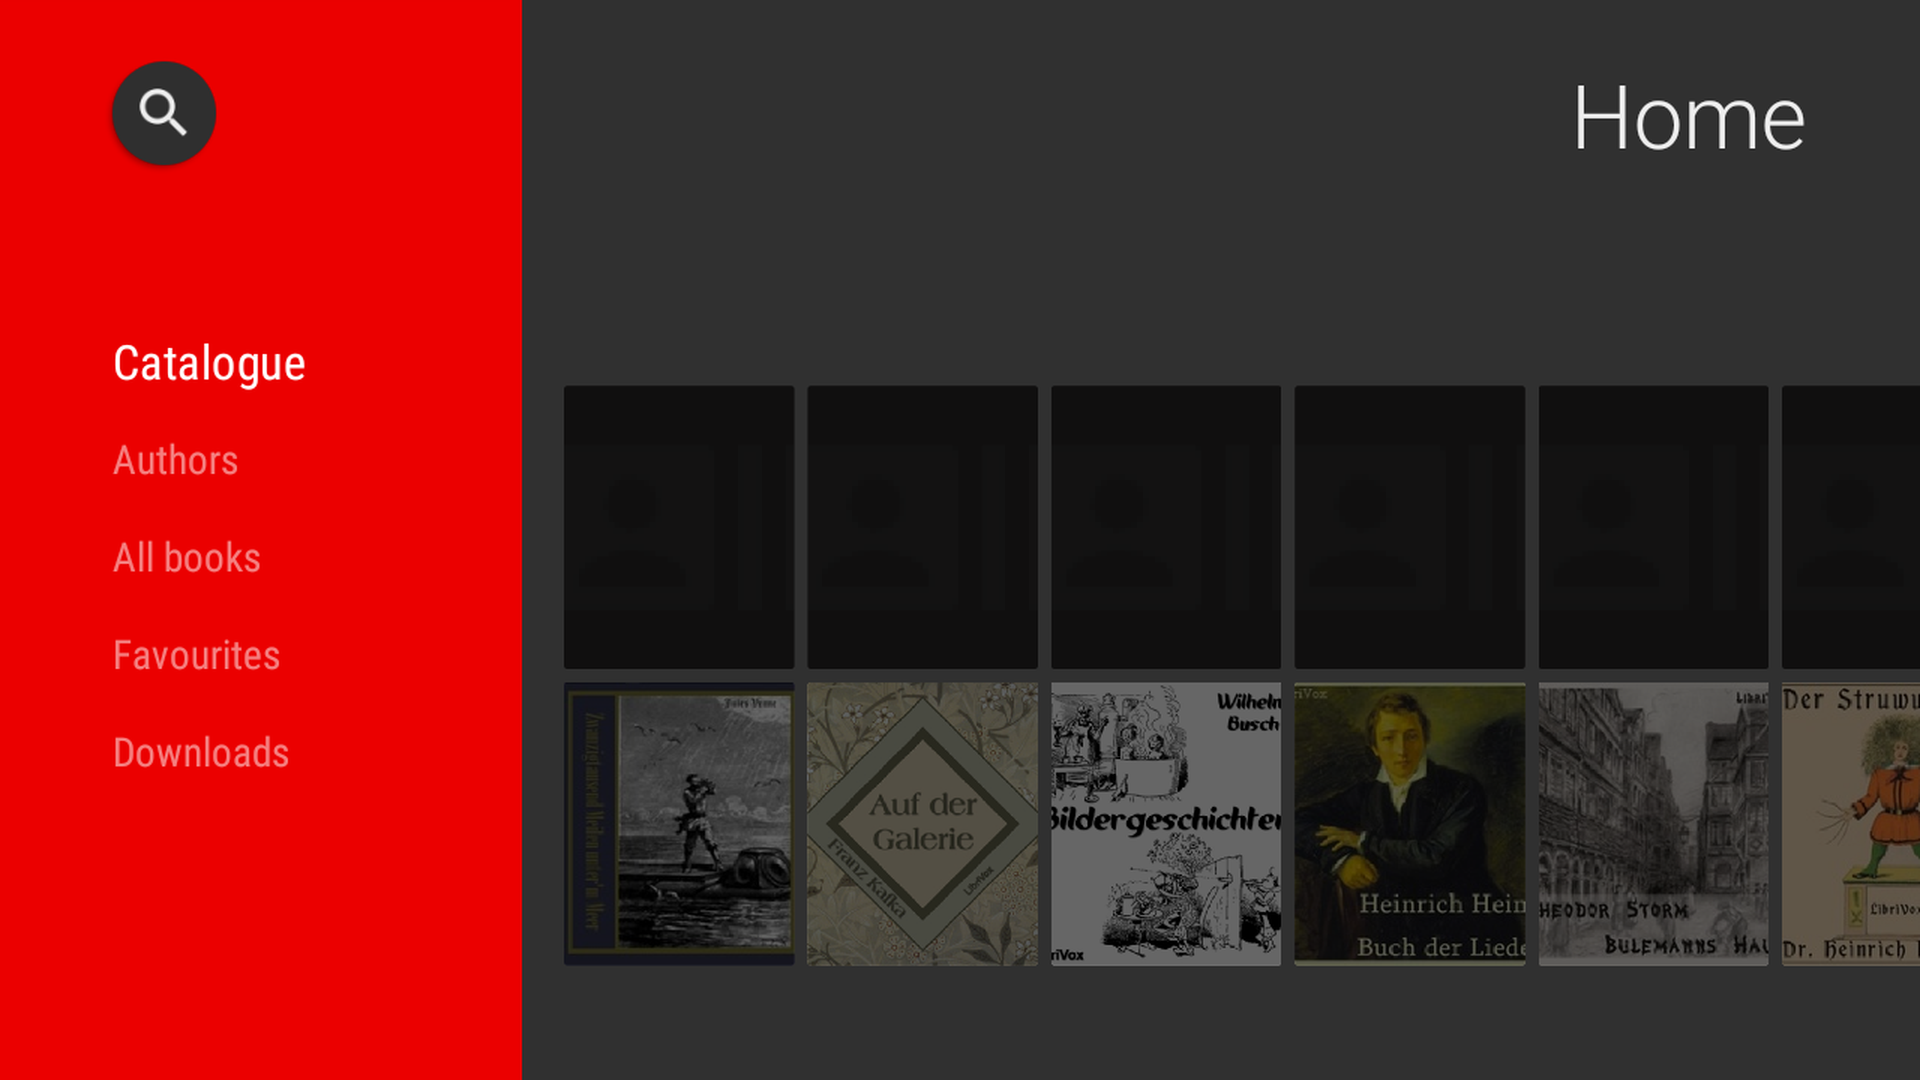 Home
Catalogue
Authors
All books
Favourites
Downloads
Jules Verne
Zwanzigtausend Meilen unter'm Meer
Auf der
Galerie
Franz Kafka
LibriVox
Wilhelm
Busch
Bildergeschichten
riVox
riVox
Heinrich Hein
Buch der Liede
LIBRI
HEODOR STORM
BULEMANNS HAU
Der Struwu
LibriVox
Dr. Heinrich